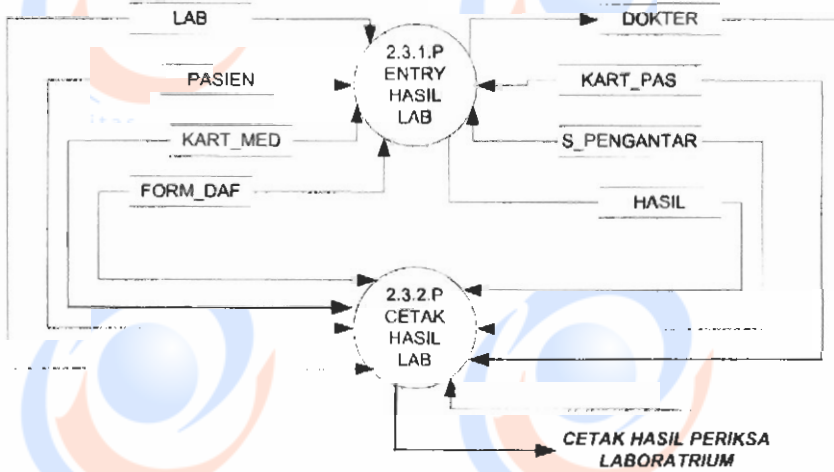 LAB
DOKTER
2.3.1.P
ENTRY
HASIL
LAB
PASIEN
KART_PAS
KART_MED
S_PENGANTAR
FORM_DAF
HASIL
2.3.2.P
CETAK
HASIL
LAB
CETAK HASIL PERIKSA
LABORATRIUM